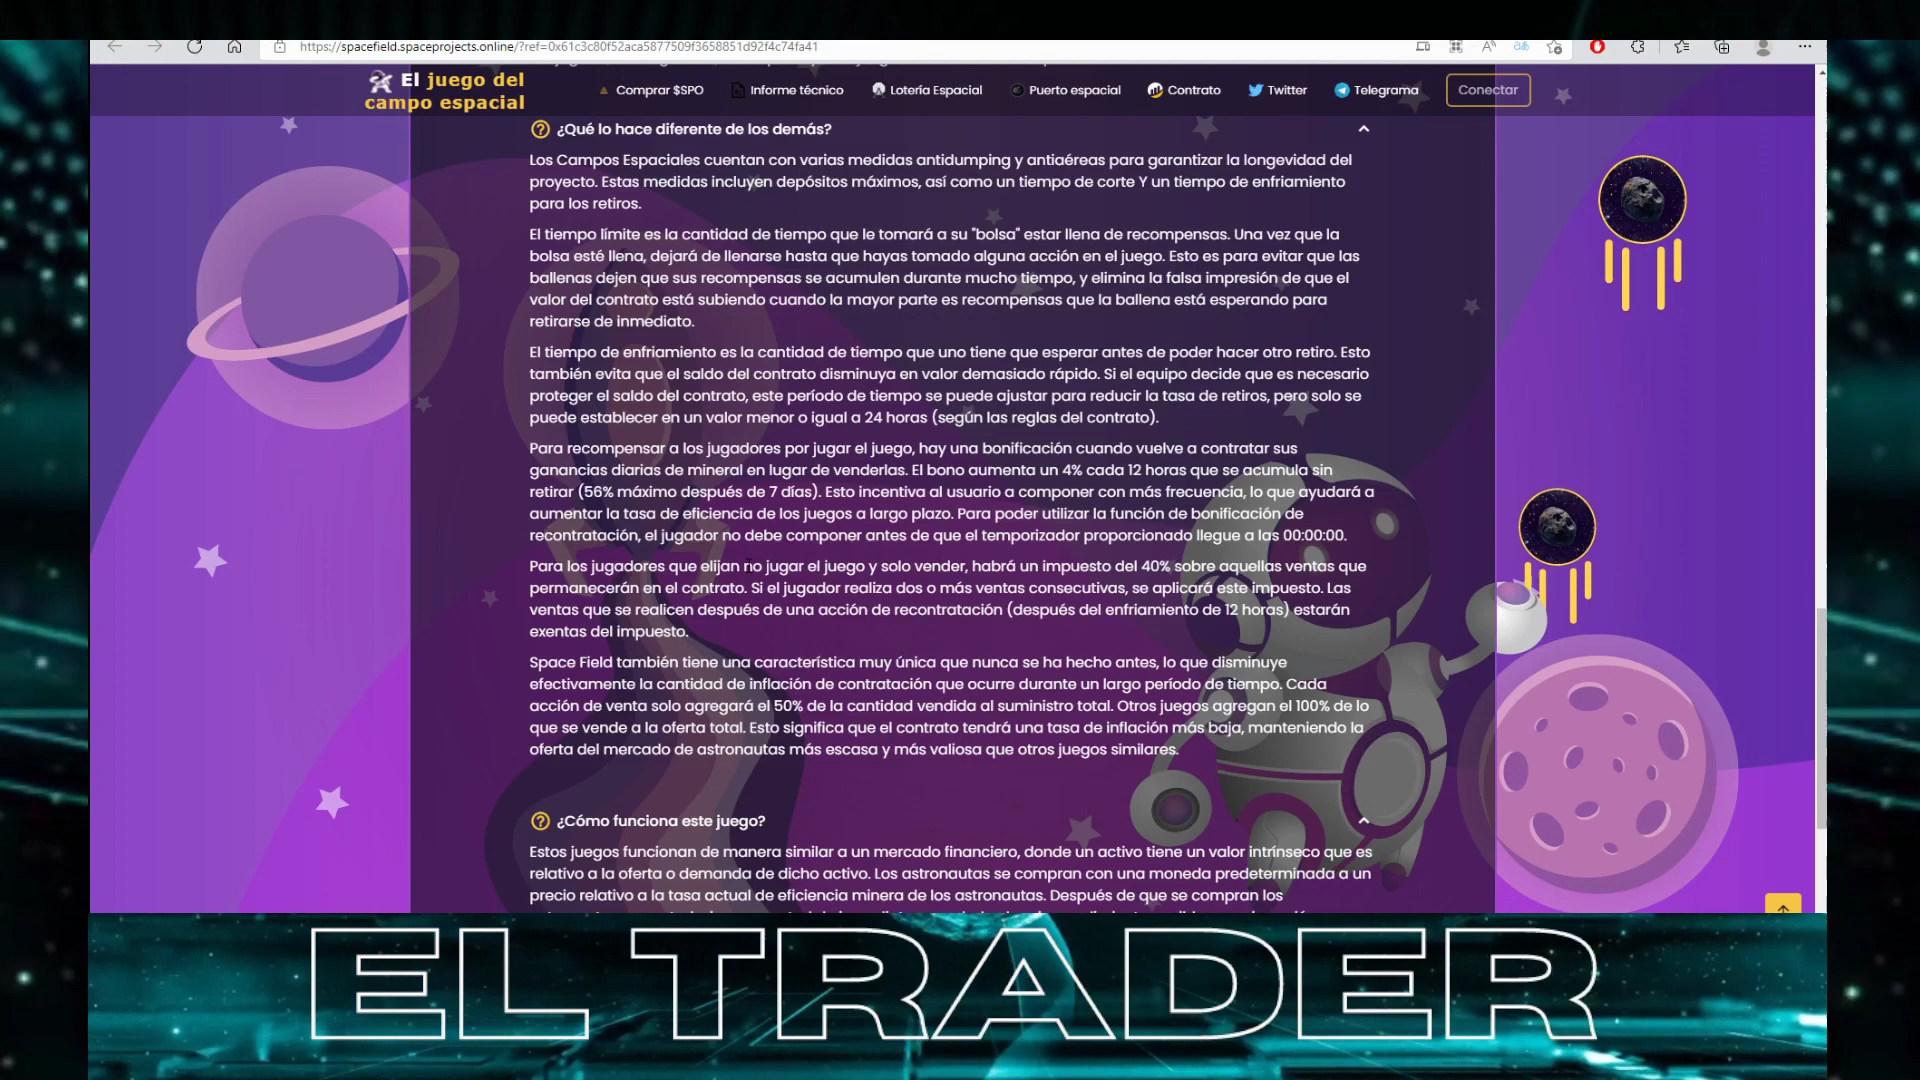 https://spacefield.spaceprojects.online/?ref=0x61c3c80f52aca5877509f3658851d92f4c74fa41
El juego del
campo espacial
Comprar $SPO
Informe técnico
Lotería Espacial
Puerto espacial
Contrato
Twitter
Telegrama
Conectar
¿Qué lo hace diferente de los demás?
Los Campos Espaciales cuentan con varias medidas antidumping y antiaéreas para garantizar la longevidad del
proyecto. Estas medidas incluyen depósitos máximos, así como un tiempo de corte Y un tiempo de enfriamiento
para los retiros.
El tiempo límite es la cantidad de tiempo que le tomará a su "bolsa" estar llena de recompensas. Una vez que la
bolsa esté llena, dejará de llenarse hasta que hayas tomado alguna acción en el juego. Esto es para evitar que las
ballenas dejen que sus recompensas se acumulen durante mucho tiempo, y elimina la falsa impresión de que el
valor del contrato está subiendo cuando la mayor parte es recompensas que la ballena está esperando para
retirarse de inmediato.
El tiempo de enfriamiento es la cantidad de tiempo que uno tiene que esperar antes de poder hacer otro retiro. Esto
también evita que el saldo del contrato disminuya en valor demasiado rápido. Si el equipo decide que es necesario
proteger el saldo del contrato, este período de tiempo se puede ajustar para reducir la tasa de retiros, pero solo se
puede establecer en un valor menor o igual a 24 horas (según las reglas del contrato).
Para recompensar a los jugadores por jugar el juego, hay una bonificación cuando vuelve a contratar sus
ganancias diarias de mineral en lugar de venderlas. El bono aumenta un 4% cada 12 horas que se acumula sin
retirar (56% máximo después de 7 días). Esto incentiva al usuario a componer con más frecuencia, lo que ayudará a
aumentar la tasa de eficiencia de los juegos a largo plazo. Para poder utilizar la función de bonificación de
recontratación, el jugador no debe componer antes de que el temporizador proporcionado llegue a las 00:00:00.
Para los jugadores que elijan no jugar el juego y solo vender, habrá un impuesto del 40% sobre aquellas ventas que
permanecerán en el contrato. Si el jugador realiza dos o más ventas consecutivas, se aplicará este impuesto. Las
ventas que se realicen después de una acción de recontratación (después del enfriamiento de 12 horas) estarán
exentas del impuesto.
Space Field también tiene una característica muy única que nunca se ha hecho antes, lo que disminuye
efectivamente la cantidad de inflación de contratación que ocurre durante un largo período de tiempo. Cada
acción de venta solo agregará el 50% de la cantidad vendida al suministro total. Otros juegos agregan el 100% de lo
que se vende a la oferta total. Esto significa que el contrato tendrá una tasa de inflación más baja, manteniendo la
oferta del mercado de astronautas más escasa y más valiosa que otros juegos similares.
¿Cómo funciona este juego?
Estos juegos funcionan de manera similar a un mercado financiero, donde un activo tiene un valor intrínseco que es
relativo a la oferta o demanda de dicho activo. Los astronautas se compran con una moneda predeterminada a un
precio relativo a la tasa actual de eficiencia minera de los astronautas. Después de que se compran los
EL TRADER